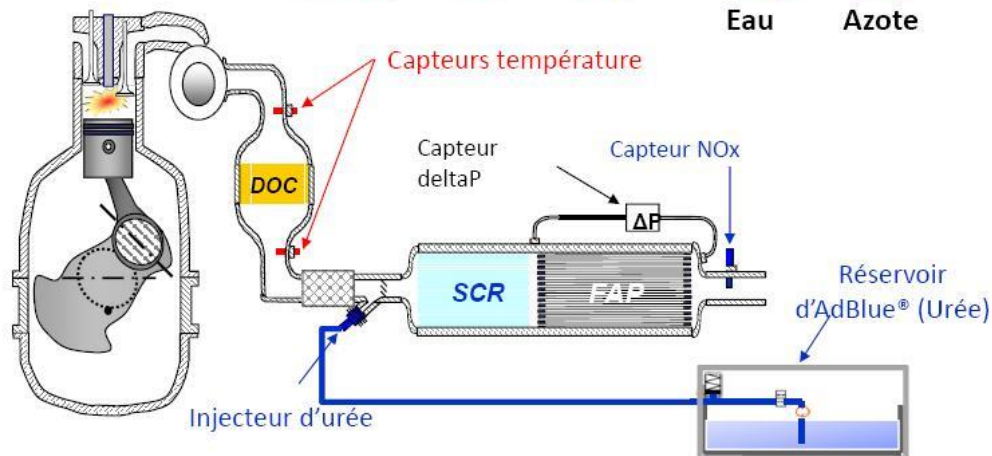 Eau Azote
Capteurs température
Capteur
deltaP
Capteur NOx
DOC
ΔP
SCR
FAP
Réservoir
d'AdBlue® (Urée)
Injecteur d'urée